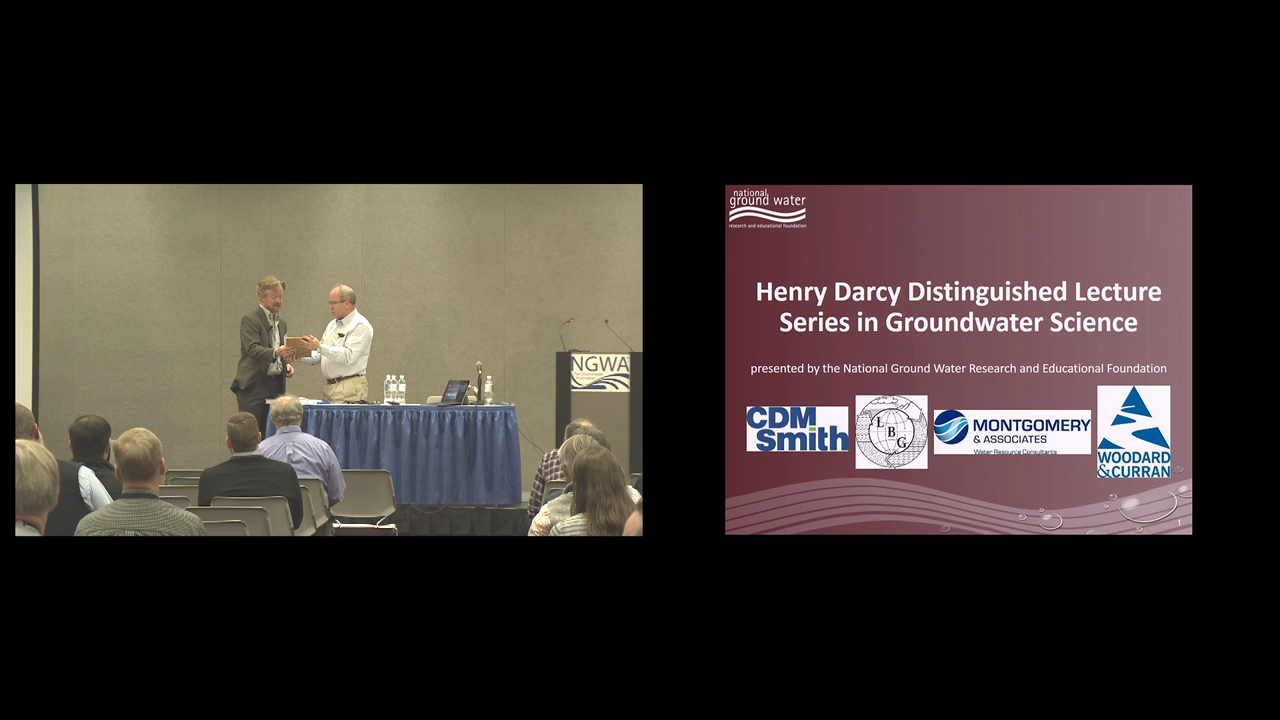 NGWA
national
ground water
research and educational foundation
Henry Darcy Distinguished Lecture
Series in Groundwater Science
presented by the National Ground Water Research and Educational Foundation
CDM
Smith
L
B
G
MONTGOMERY
& ASSOCIATES
Water Resource Consultants
WOODARD
&CURRAN
1